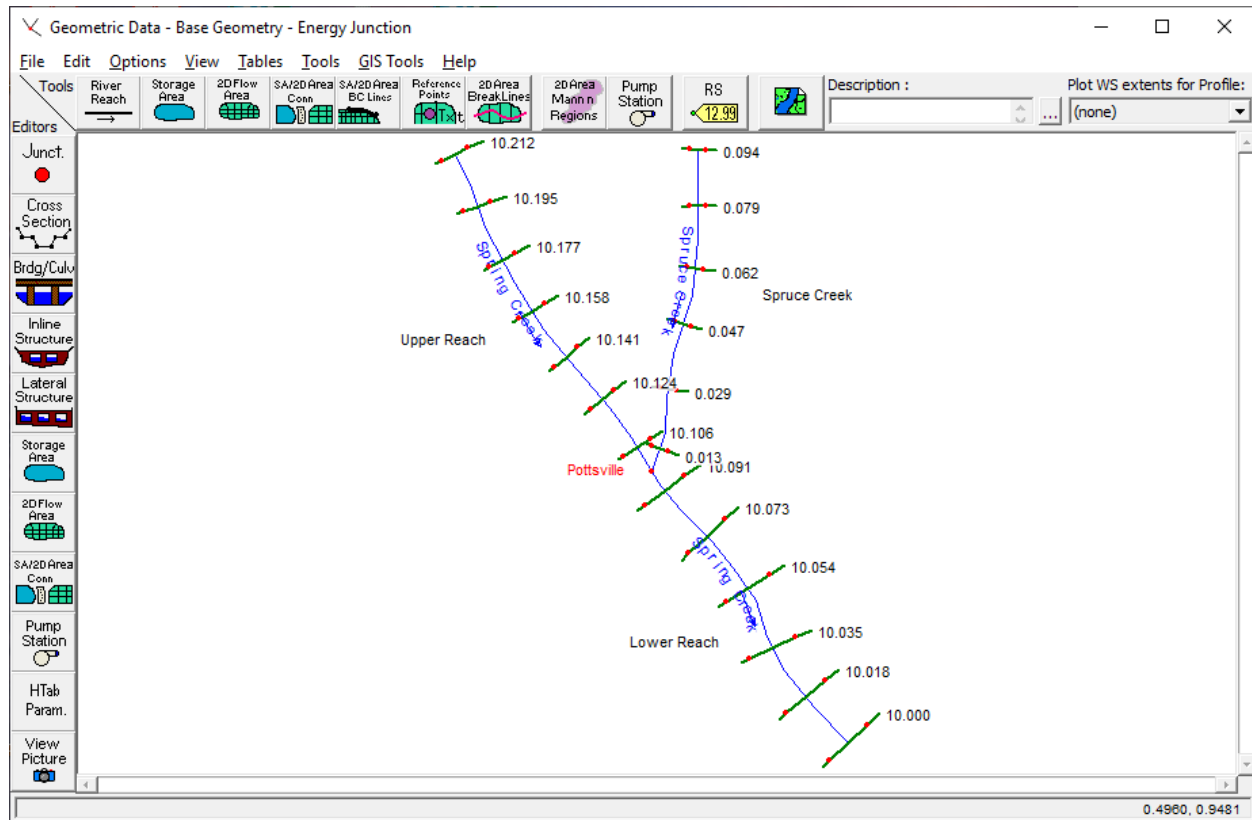 Geometric Data - Base Geometry - Energy Junction
File Edit Options View Tables Tools GIS Tools Help
Tools
Editors
River
Reach
Storage
Area
2D Flow
Area
SA/2D Area
Conn
SA/2D Area
BC Lines
Reference
Points
2D Area
BreakLines
2D Area
Mann n
Regions
Pump
Station
RS
12.99
Description :
...
Plot WS extents for Profile:
(none)
Junct.
Cross
Section
Brdg/Culv
Inline
Structure
Lateral
Structure
Storage
Area
2D Flow
Area
SA/2D Area
Conn
Pump
Station
HTab
Param.
View
Picture
10.212
0.094
10.195
0.079
10.177
Spring Creek
Spruce Creek
0.062
Spruce Creek
10.158
0.047
Upper Reach
10.141
10.124
0.029
10.106
0.013
Pottsville
10.091
10.073
Spring Creek
10.054
10.035
Lower Reach
10.018
10.000
0.4960, 0.9481